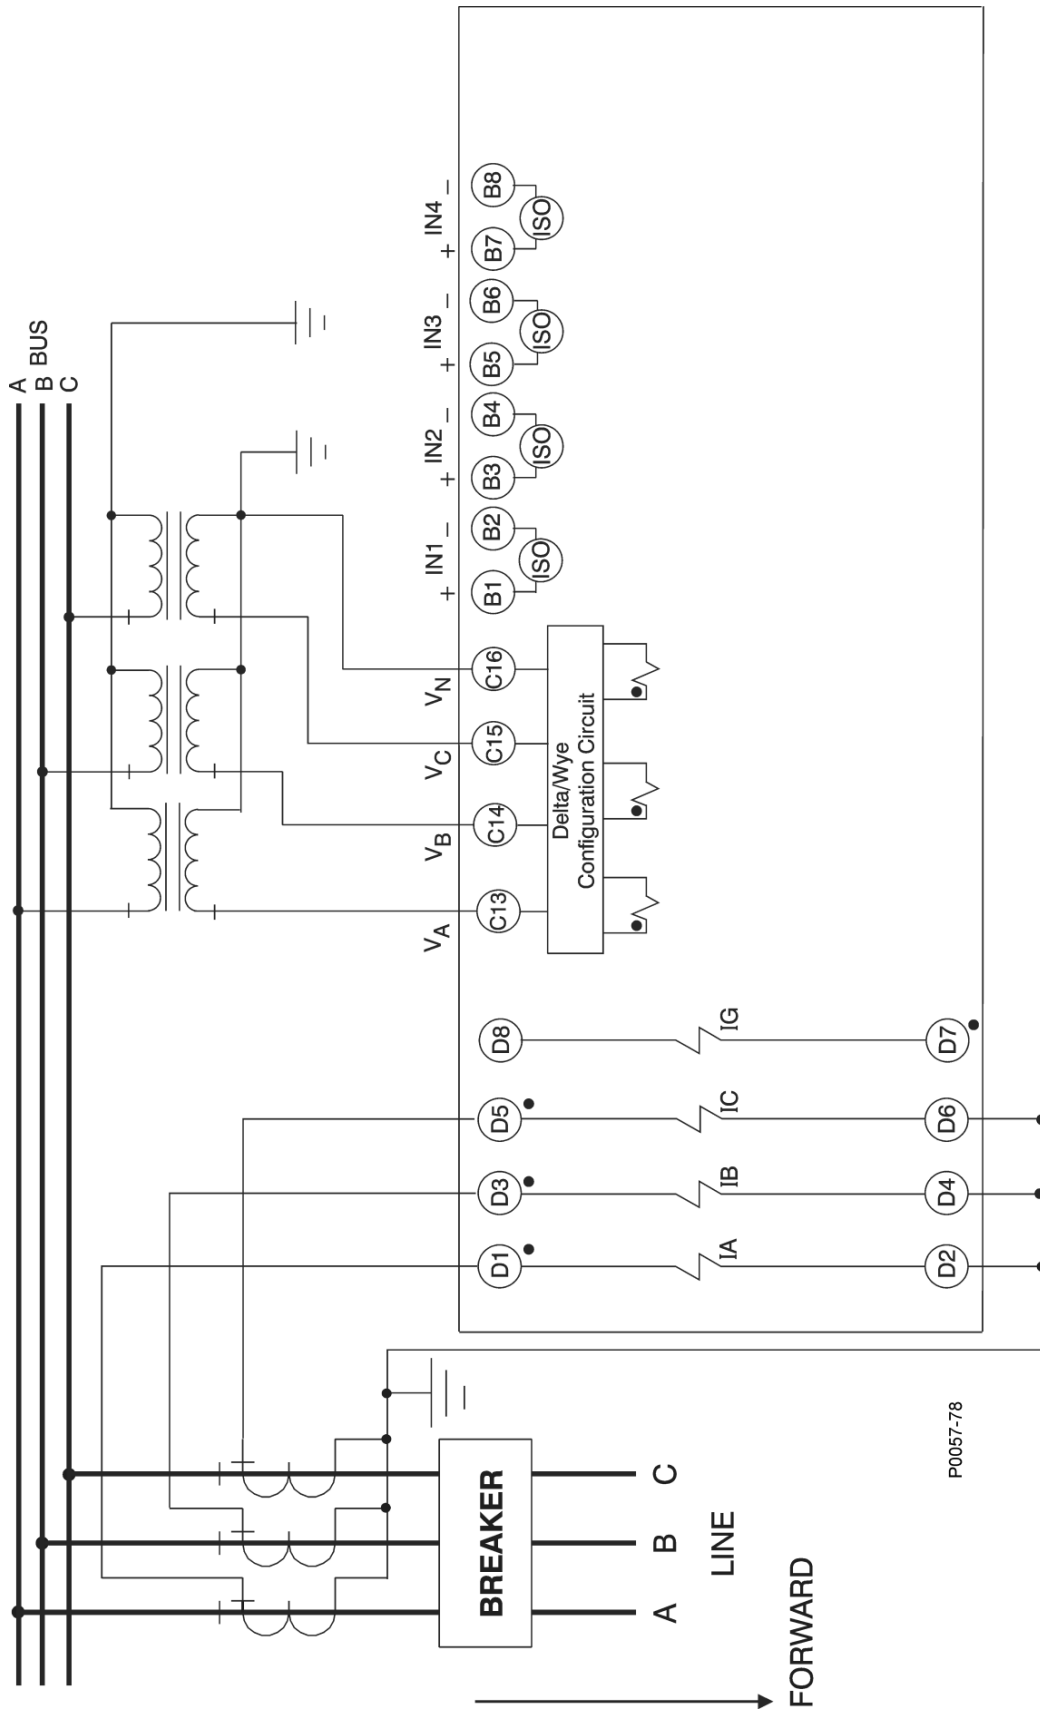 A
B BUS
C
IN1
+ −
IN2
+ −
IN3
+ −
IN4
+ −
B1 B2 B3 B4 B5 B6 B7 B8
ISO ISO ISO ISO
VA VB VC VN
C13 C14 C15 C16
Delta/Wye
Configuration Circuit
D1 D3 D5 D8
IA IB IC IG
D2 D4 D6 D7
BREAKER
A B C
LINE
FORWARD
P0057-78